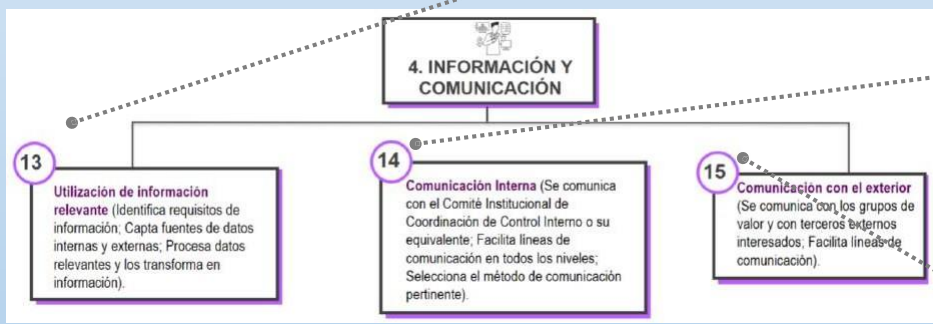 4. INFORMACIÓN Y
COMUNICACIÓN
13
Utilización de información
relevante (Identifica requisitos de
información; Capta fuentes de datos
internas y externas; Procesa datos
relevantes y los transforma en
información).
14
Comunicación Interna (Se comunica
con el Comité Institucional de
Coordinación de Control Interno o su
equivalente; Facilita líneas de
comunicación en todos los niveles;
Selecciona el método de comunicación
pertinente).
15
Comunicación con el exterior
(Se comunica con los grupos de
valor y con terceros externos
interesados; Facilita líneas de
comunicación).